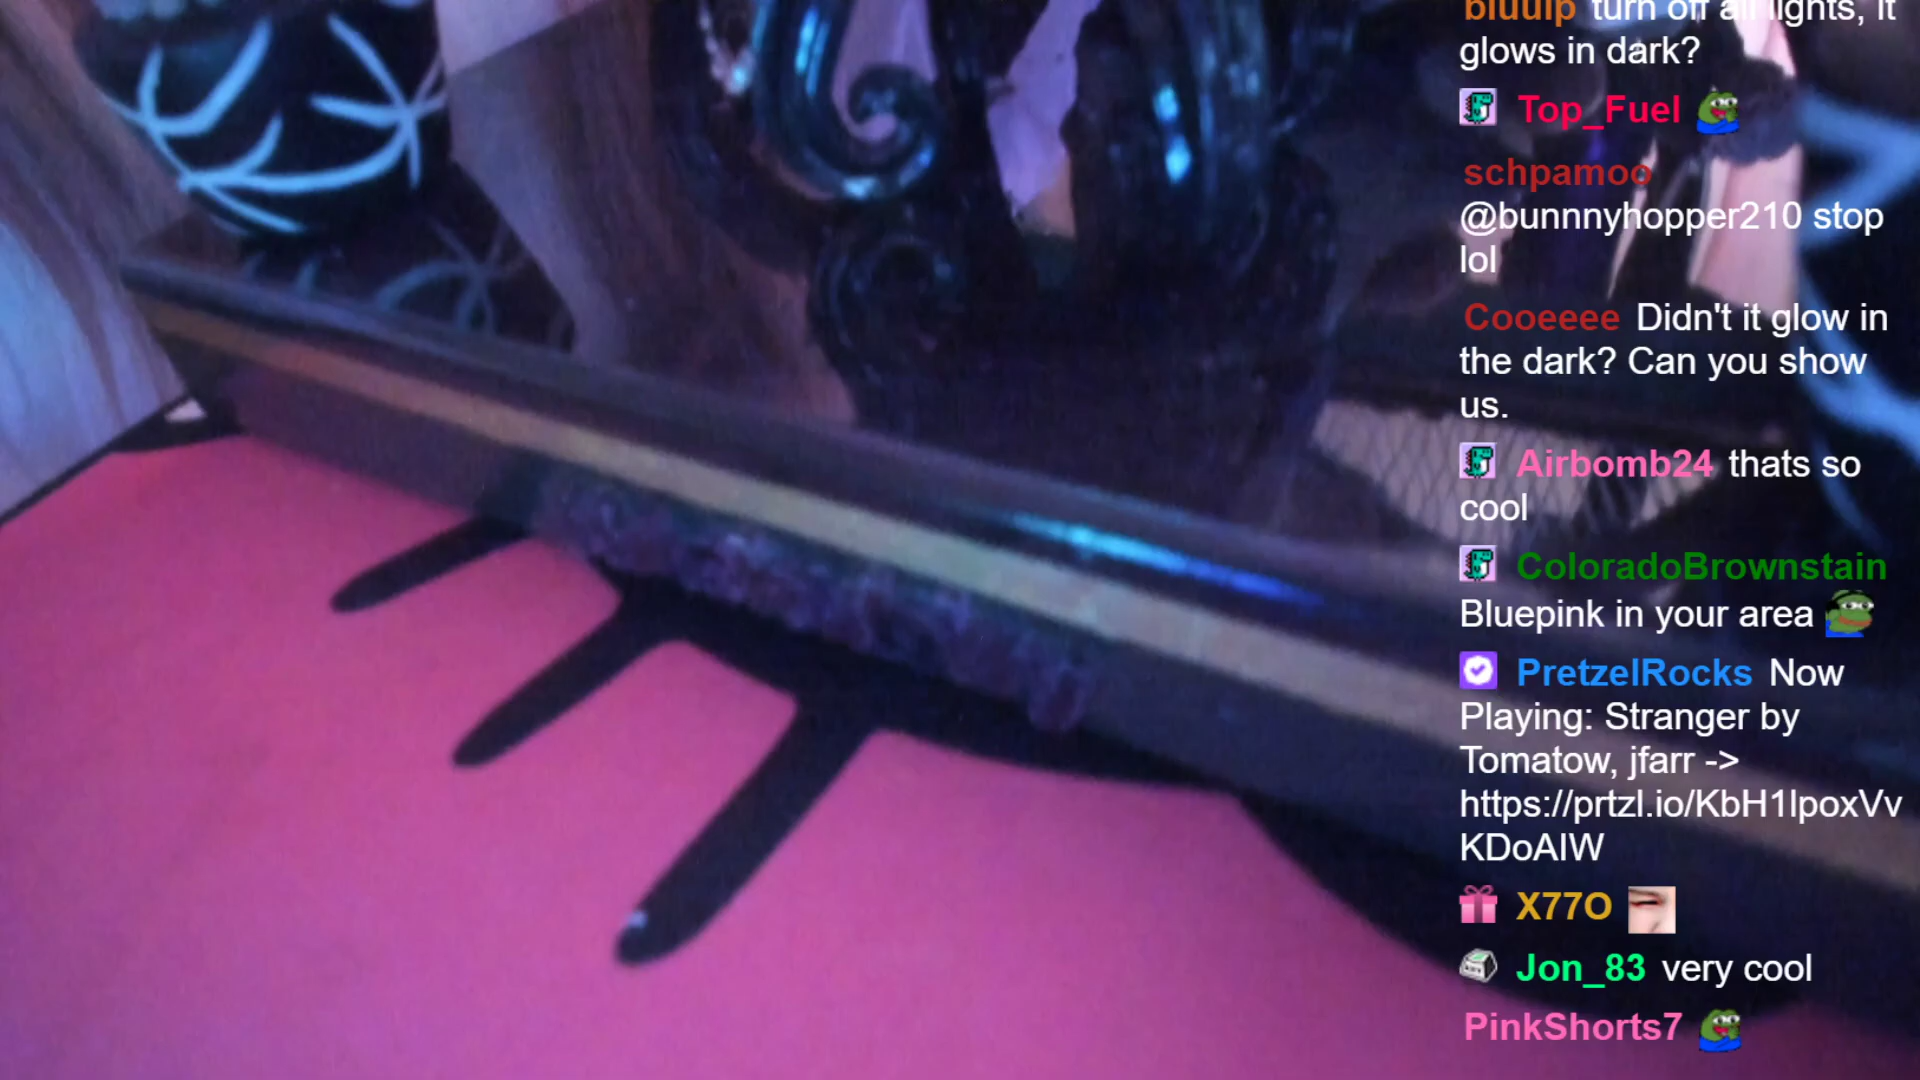 bluulp turn off all lights, it
glows in dark?
Top_Fuel
schpamoo
@bunnnyhopper210 stop
lol
Cooeeee Didn't it glow in
the dark? Can you show
us.
Airbomb24 thats so
cool
ColoradoBrownstain
Bluepink in your area
PretzelRocks Now
Playing: Stranger by
Tomatow, jfarr ->
https://prtzl.io/KbH1lpoxVv
KDoAIW
X77O
Jon_83 very cool
PinkShorts7